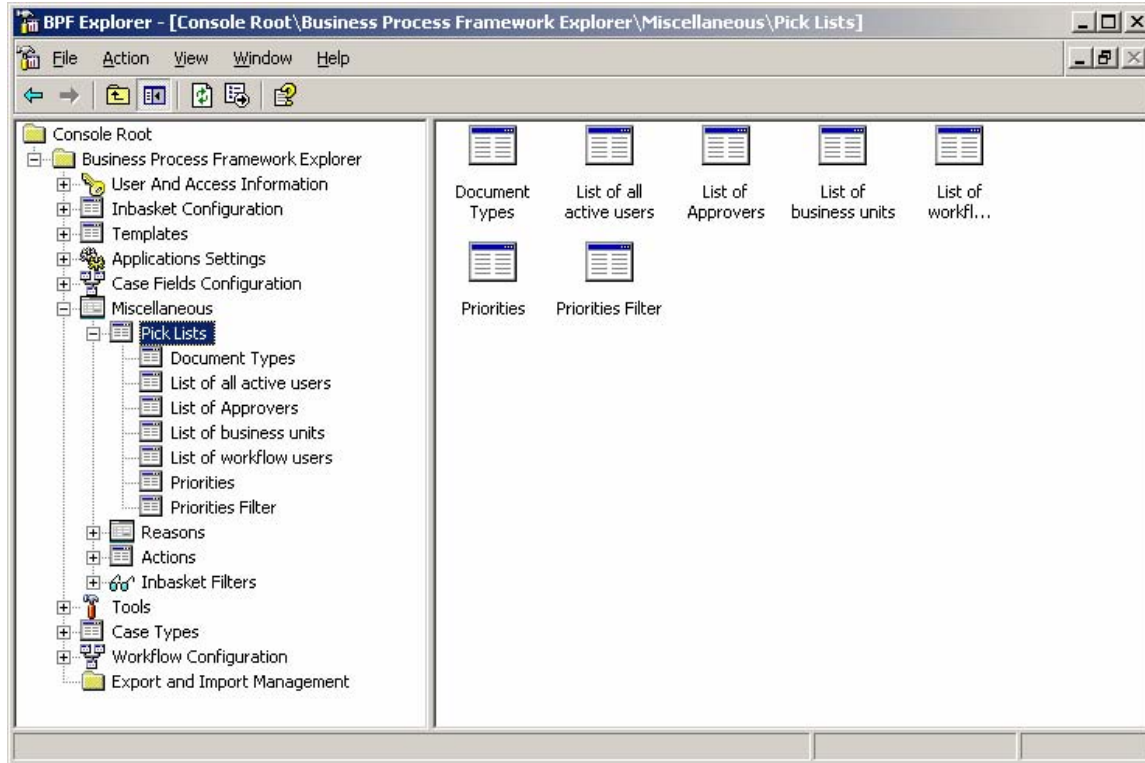 BPF Explorer - [Console Root\Business Process Framework Explorer\Miscellaneous\Pick Lists]
File Action View Window Help
Console Root
Business Process Framework Explorer
User And Access Information
Inbasket Configuration
Templates
Applications Settings
Case Fields Configuration
Miscellaneous
Pick Lists
Document Types
List of all active users
List of Approvers
List of business units
List of workflow users
Priorities
Priorities Filter
Reasons
Actions
Inbasket Filters
Tools
Case Types
Workflow Configuration
Export and Import Management
Document
Types
List of all
active users
List of
Approvers
List of
business units
List of
workfl...
Priorities
Priorities Filter